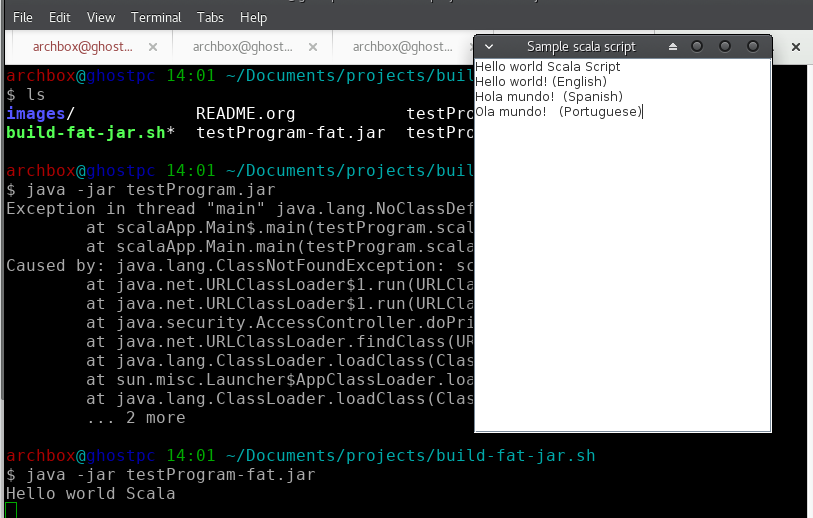 File Edit View Terminal Tabs Help
archbox@ghost... archbox@ghost... archbox@ghost...
archbox@ghostpc 14:01 ~/Documents/projects/buil
$ ls
images/ README.org testPro
build-fat-jar.sh* testProgram-fat.jar testPro
archbox@ghostpc 14:01 ~/Documents/projects/buil
$ java -jar testProgram.jar
Exception in thread "main" java.lang.NoClassDef
at scalaApp.Main$.main(testProgram.scal
at scalaApp.Main.main(testProgram.scala
Caused by: java.lang.ClassNotFoundException: sc
at java.net.URLClassLoader$1.run(URLCla
at java.net.URLClassLoader$1.run(URLCla
at java.security.AccessController.doPri
at java.net.URLClassLoader.findClass(UR
at java.lang.ClassLoader.loadClass(Clas
at sun.misc.Launcher$AppClassLoader.loa
at java.lang.ClassLoader.loadClass(Clas
... 2 more
archbox@ghostpc 14:01 ~/Documents/projects/build-fat-jar.sh
$ java -jar testProgram-fat.jar
Hello world Scala
Sample scala script
Hello world Scala Script
Hello world! (English)
Hola mundo! (Spanish)
Ola mundo! (Portuguese)